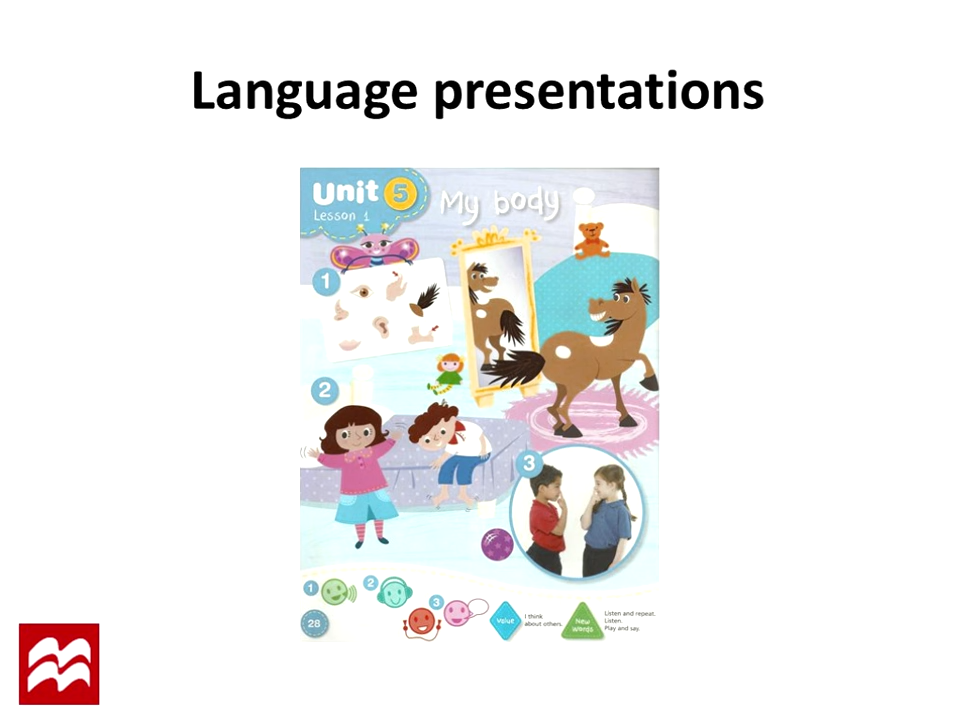 Language presentations
Unit 5
Lesson 1
My body
1
2
3
1
2
3
28
Value
I think
about others.
New
Words
Listen and repeat.
Listen.
Play and say.